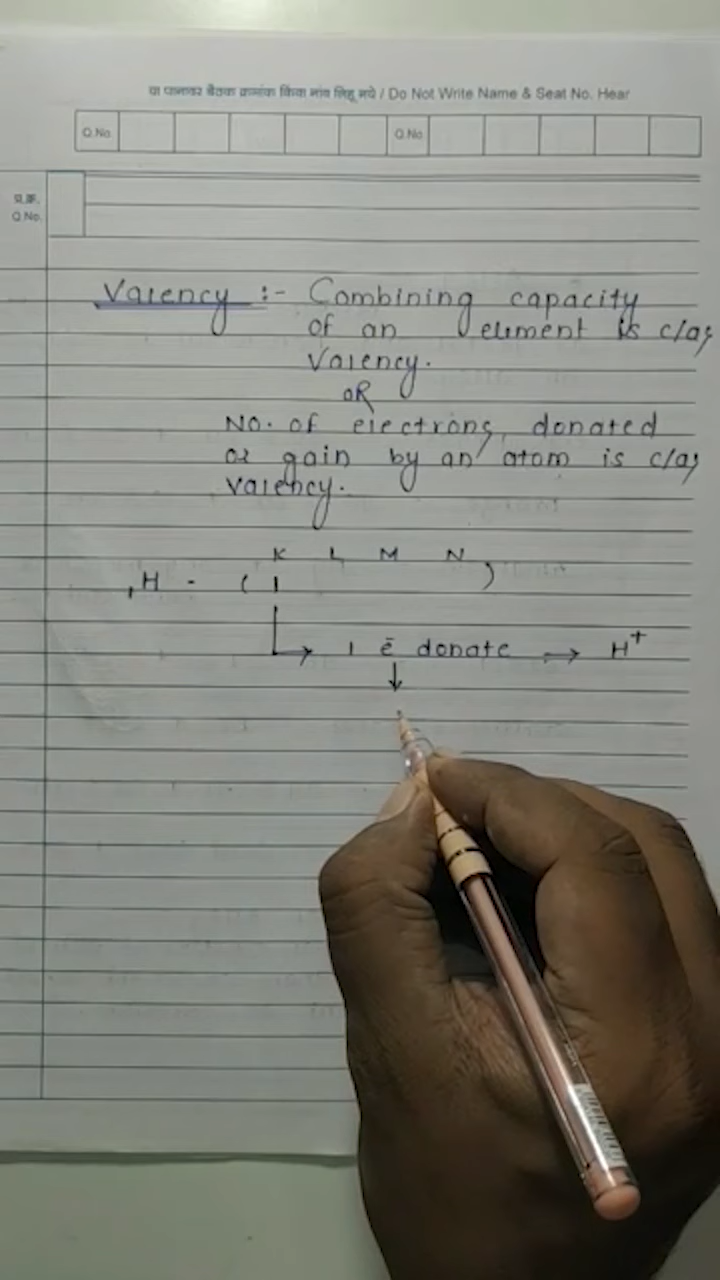 या पानावर बैठक क्रमांक किंवा नांव लिहू नये / Do Not Write Name & Seat No. Hear
Q.No. Q.No
प्र.क्र.
Q.No.
Valency :- Combining capacity
of an element is c/as
Valency.
OR
No. of electrons donated
or gain by an atom is c/as
valency.
K L M N
₁H - ( 1 )
1 ē donate → H⁺
↓